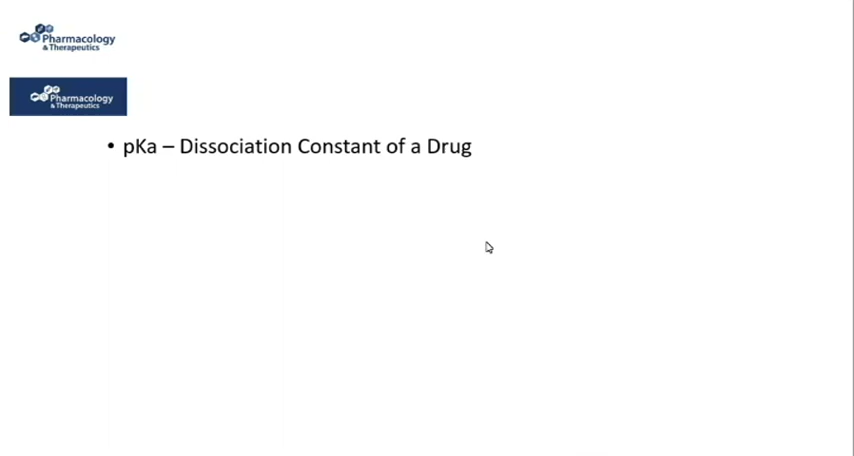 Pharmacology
& Therapeutics
Pharmacology
& Therapeutics
• pKa – Dissociation Constant of a Drug